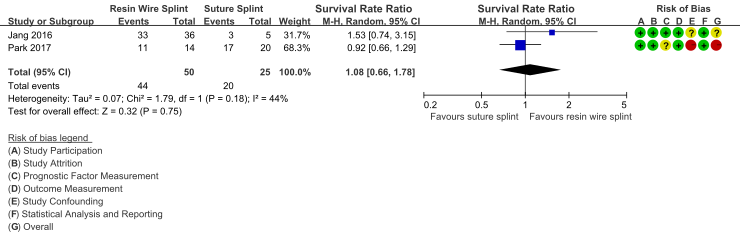 Resin Wire Splint Suture Splint Survival Rate Ratio Survival Rate Ratio Risk of Bias
Study or Subgroup Events Total Events Total Weight M-H, Random, 95% CI M-H, Random, 95% CI A B C D E F G
Jang 2016 33 36 3 5 31.7% 1.53 [0.74, 3.15] + + + + ? + ?
Park 2017 11 14 17 20 68.3% 0.92 [0.66, 1.29] + + ? +
Total (95% CI) 50 25 100.0% 1.08 [0.66, 1.78]
Total events 44 20
Heterogeneity: Tau² = 0.07; Chi² = 1.79, df = 1 (P = 0.18); I² = 44%
Test for overall effect: Z = 0.32 (P = 0.75)
0.2 0.5 1 2 5
Favours suture splint Favours resin wire splint
Risk of bias legend
(A) Study Participation
(B) Study Attrition
(C) Prognostic Factor Measurement
(D) Outcome Measurement
(E) Study Confounding
(F) Statistical Analysis and Reporting
(G) Overall